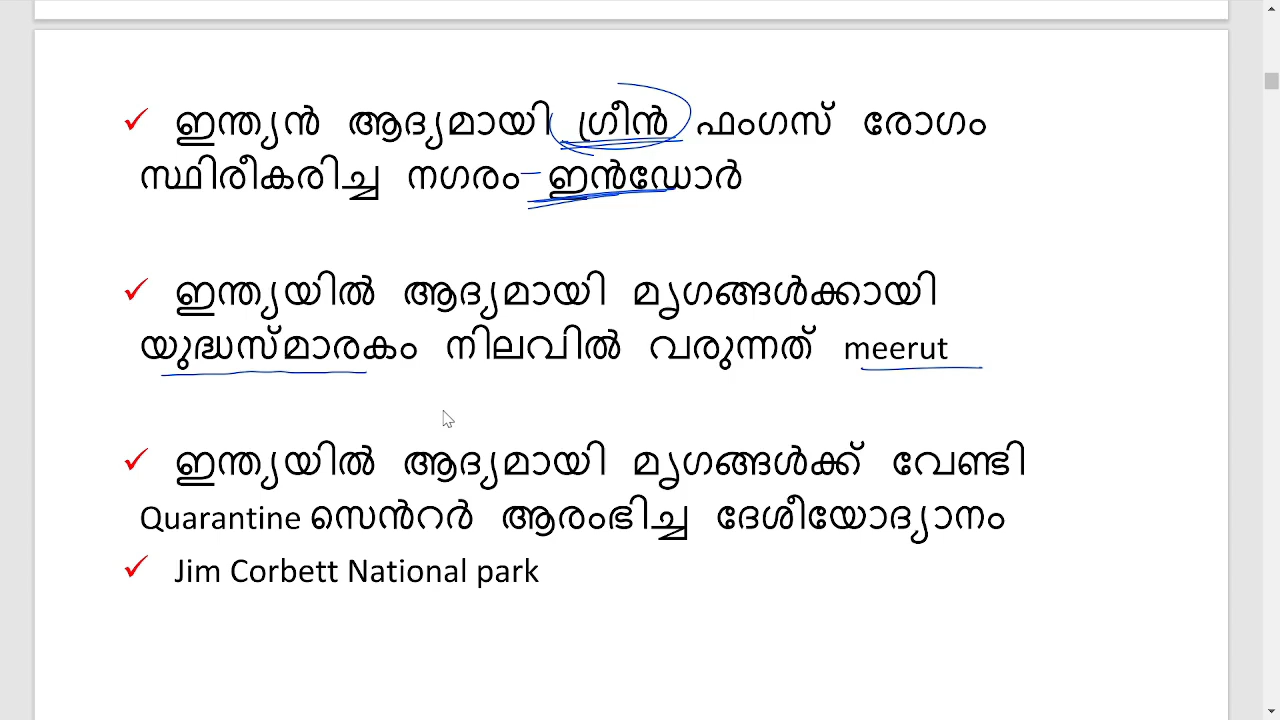 ✓ ഇന്ത്യൻ ആദ്യമായി ഗ്രീൻ ഫംഗസ് രോഗം
സ്ഥിരീകരിച്ച നഗരം- ഇൻഡോർ
✓ ഇന്ത്യയിൽ ആദ്യമായി മൃഗങ്ങൾക്കായി
യുദ്ധസ്മാരകം നിലവിൽ വരുന്നത് meerut
✓ ഇന്ത്യയിൽ ആദ്യമായി മൃഗങ്ങൾക്ക് വേണ്ടി
Quarantine സെൻറർ ആരംഭിച്ച ദേശീയോദ്യാനം
✓ Jim Corbett National park